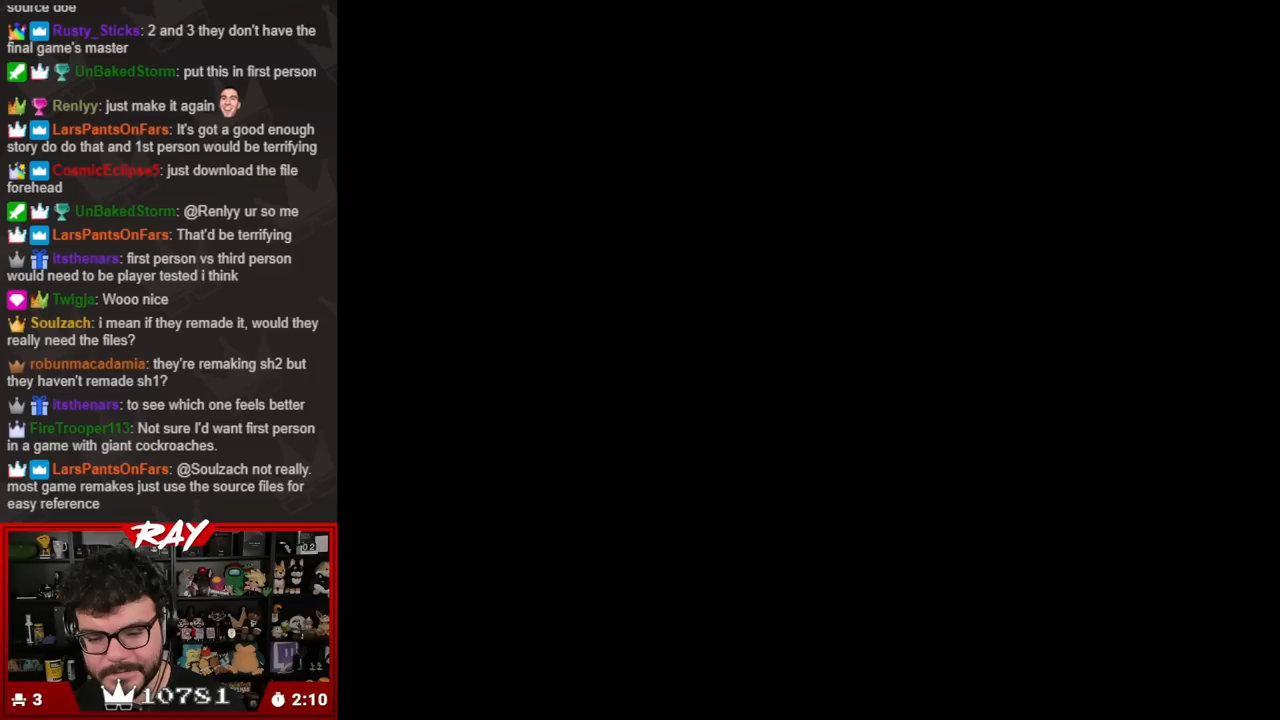 source doe
Rusty_Sticks: 2 and 3 they don't have the
final game's master
UnBakedStorm: put this in first person
Renlyy: just make it again
LarsPantsOnFars: It's got a good enough
story do do that and 1st person would be terrifying
CosmicEclipse5: just download the file
forehead
UnBakedStorm: @Renlyy ur so me
LarsPantsOnFars: That'd be terrifying
itsthenars: first person vs third person
would need to be player tested i think
Twigja: Wooo nice
Soulzach: i mean if they remade it, would they
really need the files?
robunmacadamia: they're remaking sh2 but
they haven't remade sh1?
itsthenars: to see which one feels better
FireTrooper113: Not sure I'd want first person
in a game with giant cockroaches.
LarsPantsOnFars: @Soulzach not really.
most game remakes just use the source files for
easy reference
RAY
3
10781
2:10